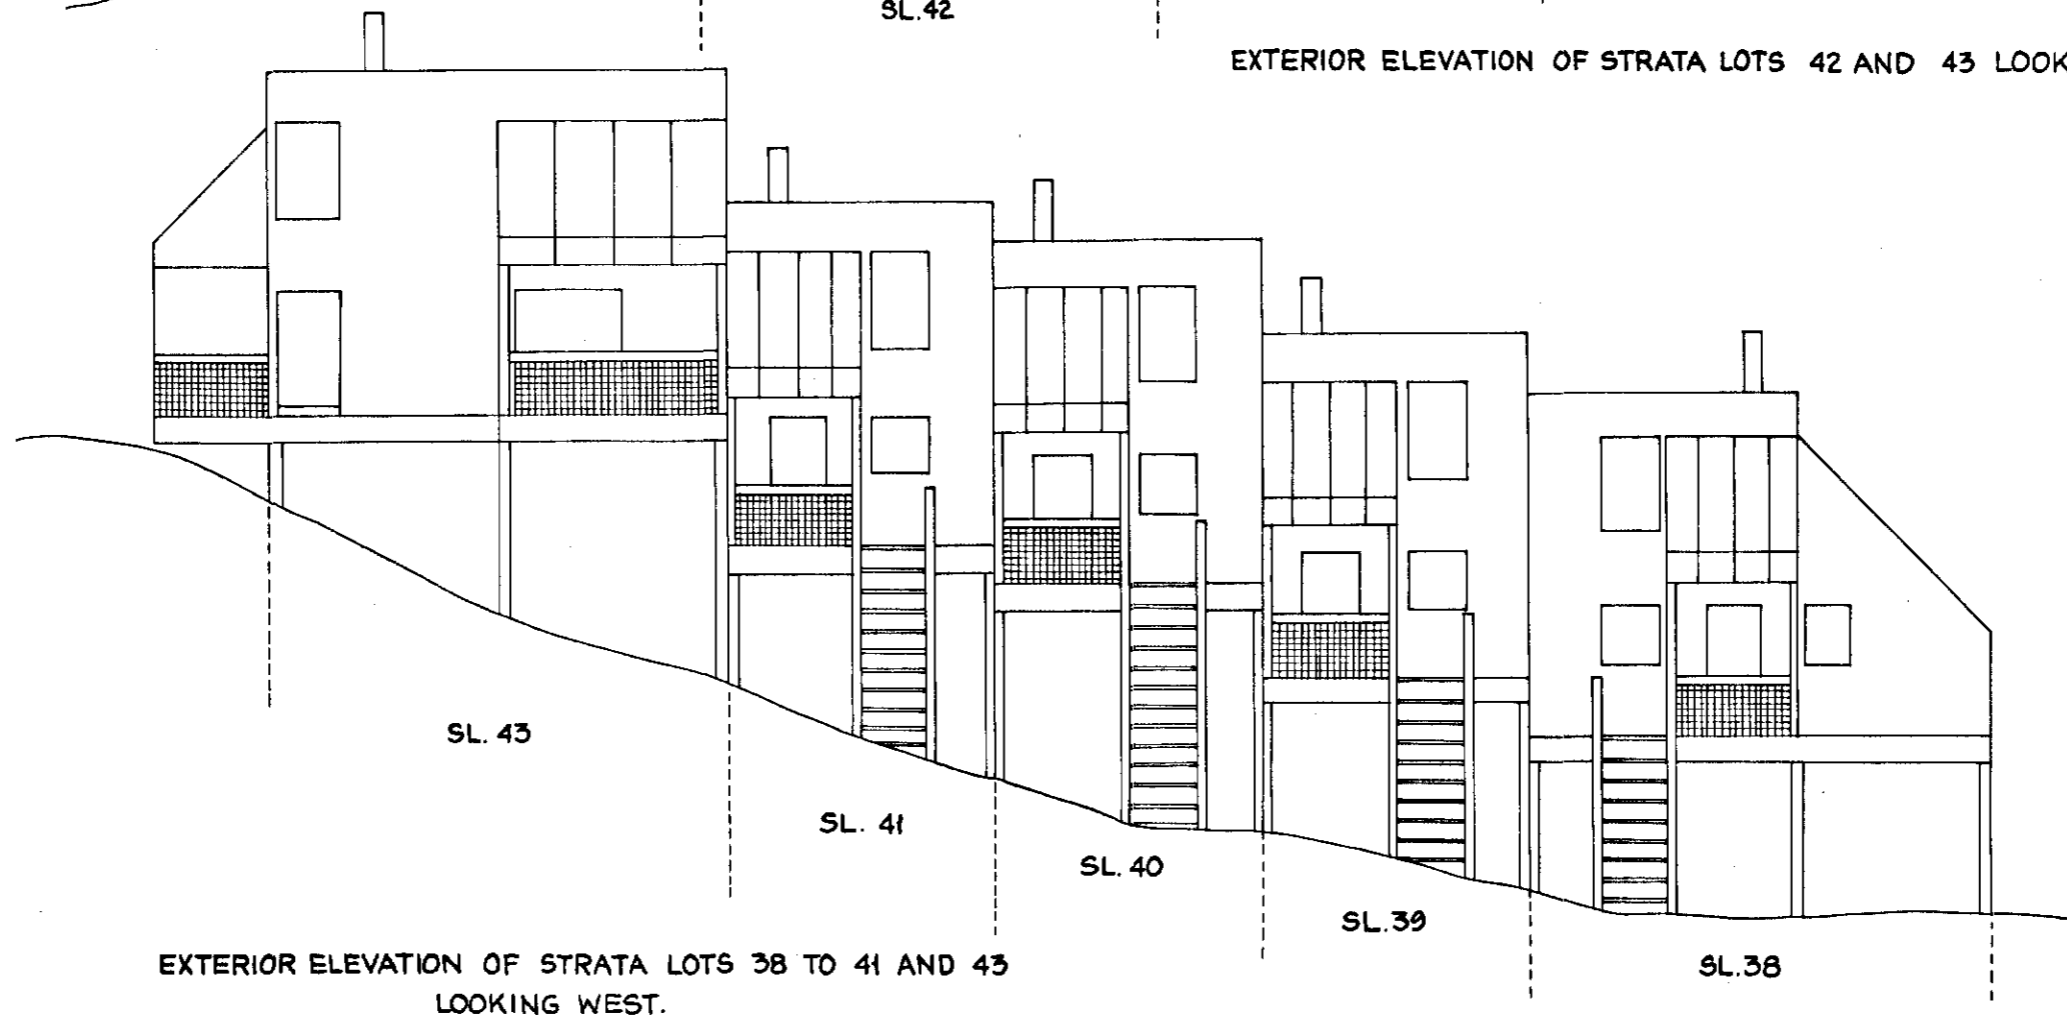 SL.42
EXTERIOR ELEVATION OF STRATA LOTS 42 AND 43 LOOK
SL. 43
SL. 41
SL. 40
SL.39
SL.38
EXTERIOR ELEVATION OF STRATA LOTS 38 TO 41 AND 43
LOOKING WEST.